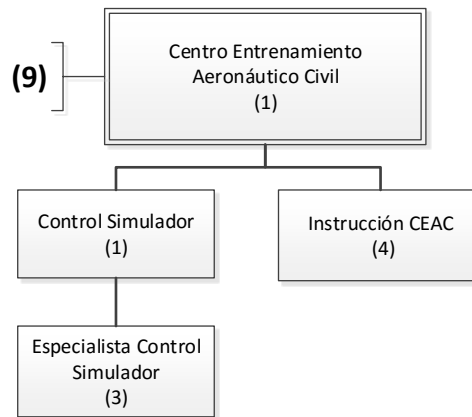 (9)
Centro Entrenamiento
Aeronáutico Civil
(1)
Control Simulador
(1)
Instrucción CEAC
(4)
Especialista Control
Simulador
(3)